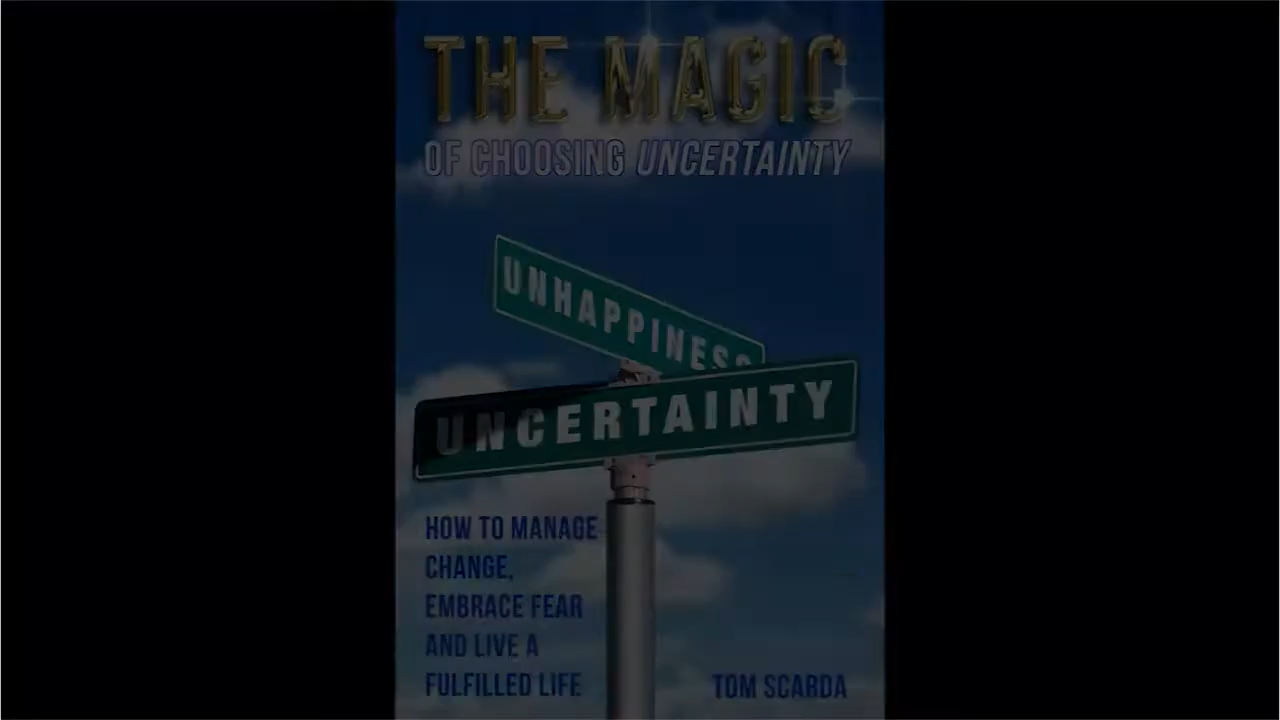 THE MAGIC
OF CHOOSING UNCERTAINTY
UNHAPPINESS
UNCERTAINTY
HOW TO MANAGE
CHANGE,
EMBRACE FEAR
AND LIVE A
FULFILLED LIFE
TOM SCARDA